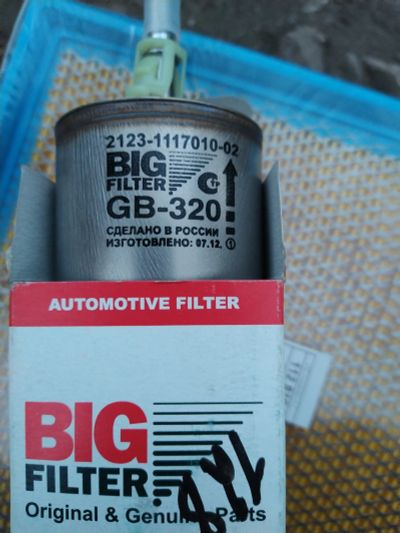 2123-1117010-02
BIG
FILTER
GB-320
СДЕЛАНО В РОССИИ
ИЗГОТОВЛЕНО: 07.12.
AUTOMOTIVE FILTER
BIG
FILTER
Original & Genuine Parts